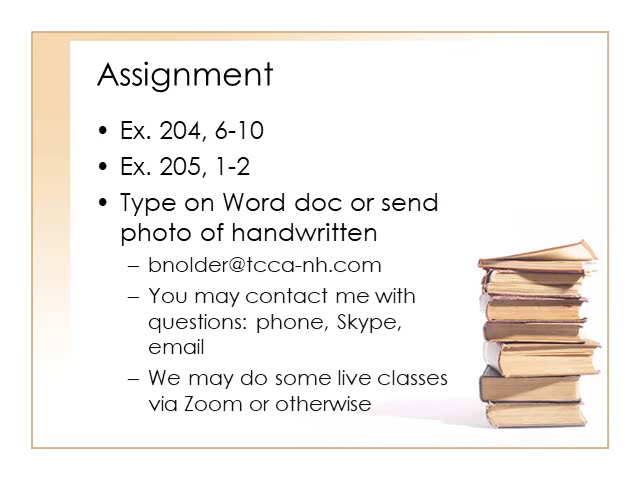 Assignment
• Ex. 204, 6-10
• Ex. 205, 1-2
• Type on Word doc or send
photo of handwritten
– bnolder@tcca-nh.com
– You may contact me with
questions: phone, Skype,
email
– We may do some live classes
via Zoom or otherwise